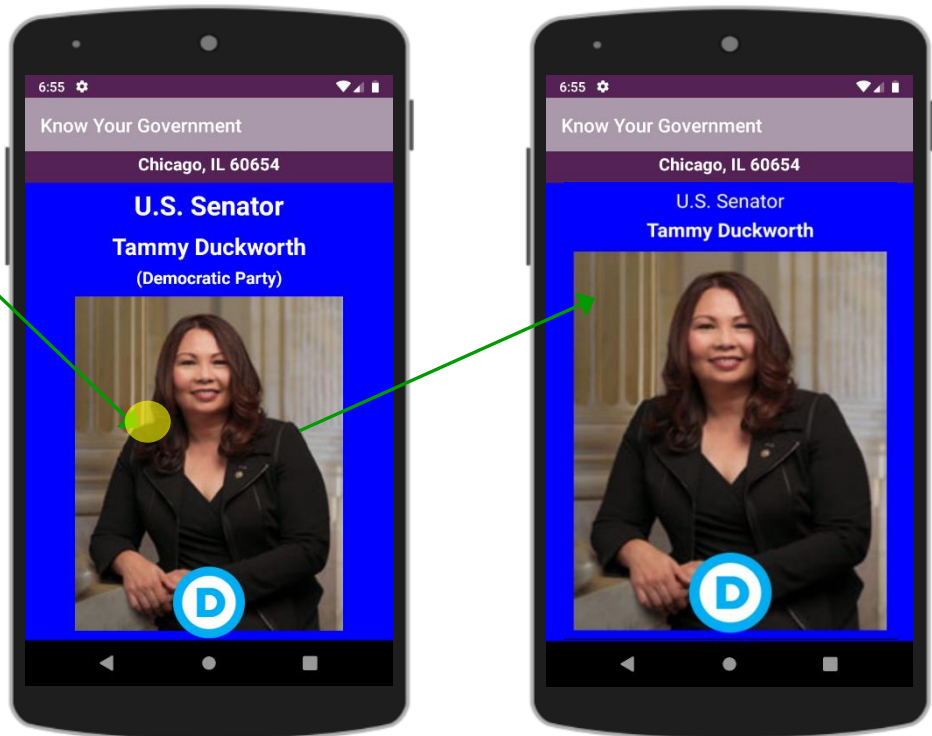 6:55
Know Your Government
Chicago, IL 60654
U.S. Senator
Tammy Duckworth
(Democratic Party)
D
6:55
Know Your Government
Chicago, IL 60654
U.S. Senator
Tammy Duckworth
D